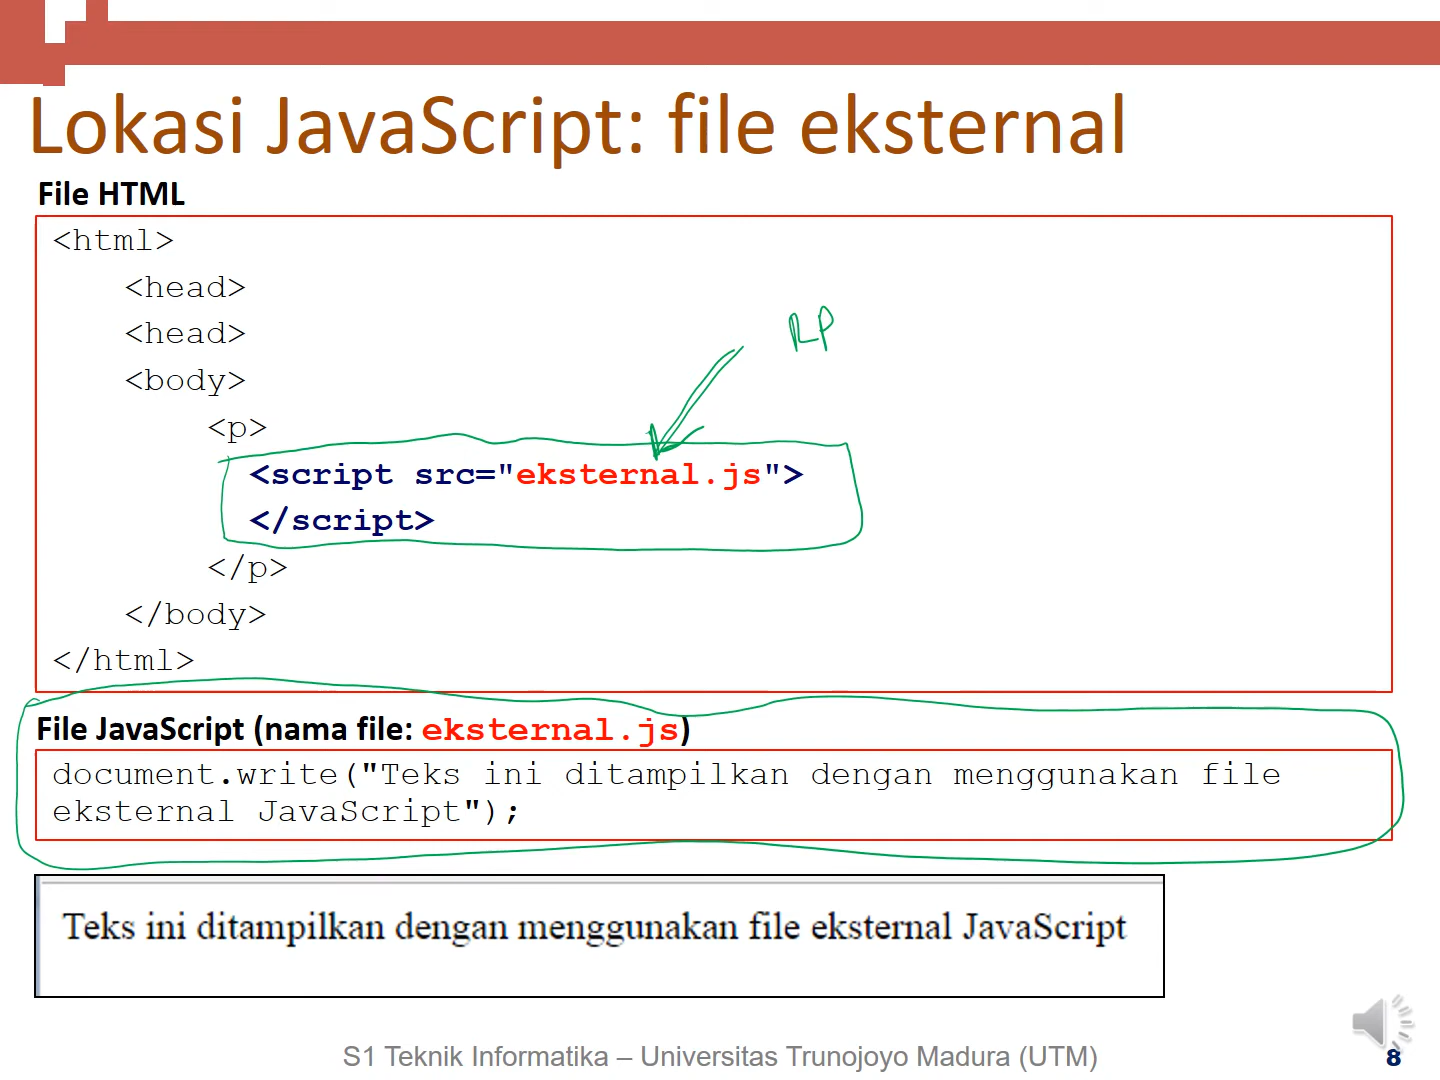 Lokasi JavaScript: file eksternal
File HTML
<html>
<head>
<head>
<body>
RP
<p>
<script src="eksternal.js">
</script>
</p>
</body>
</html>
File JavaScript (nama file: eksternal.js)
document.write("Teks ini ditampilkan dengan menggunakan file
eksternal JavaScript");
Teks ini ditampilkan dengan menggunakan file eksternal JavaScript
S1 Teknik Informatika – Universitas Trunojoyo Madura (UTM)
8